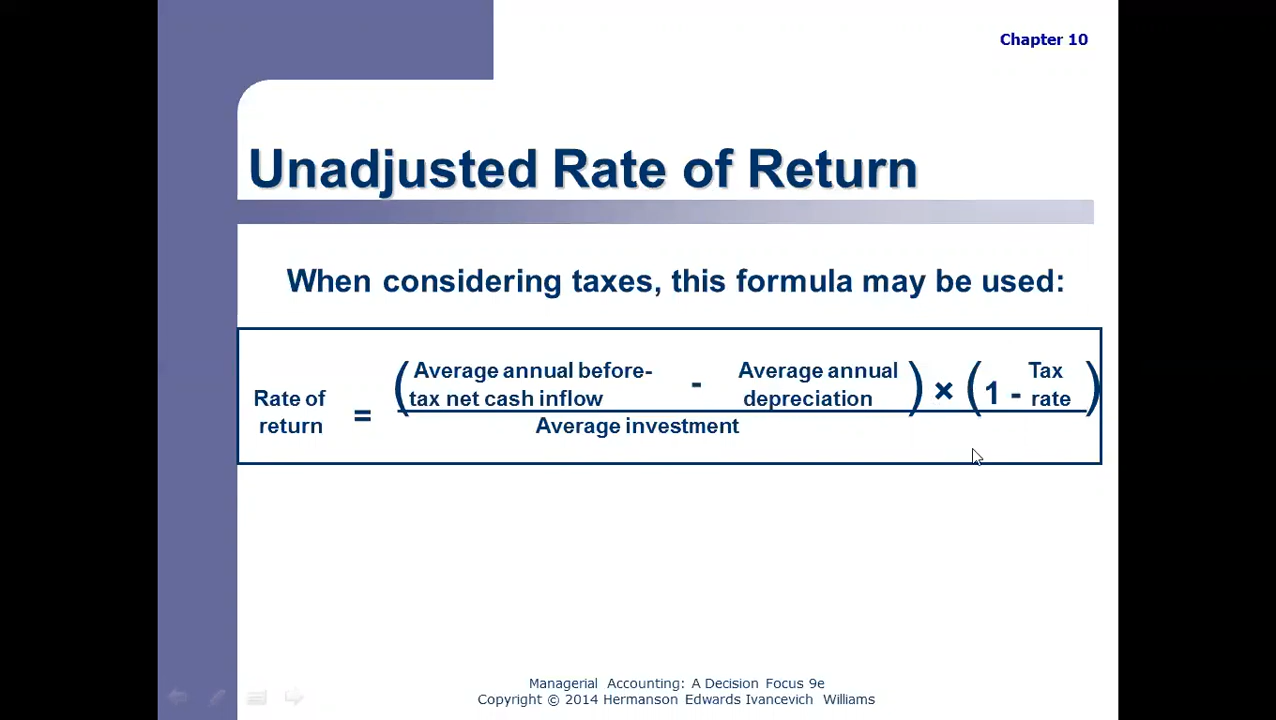 Chapter 10
Unadjusted Rate of Return
When considering taxes, this formula may be used:
Rate of return = (Average annual before-tax net cash inflow - Average annual depreciation) × (1 - Tax rate)
Average investment
Managerial Accounting: A Decision Focus 9e
Copyright © 2014 Hermanson Edwards Ivancevich Williams